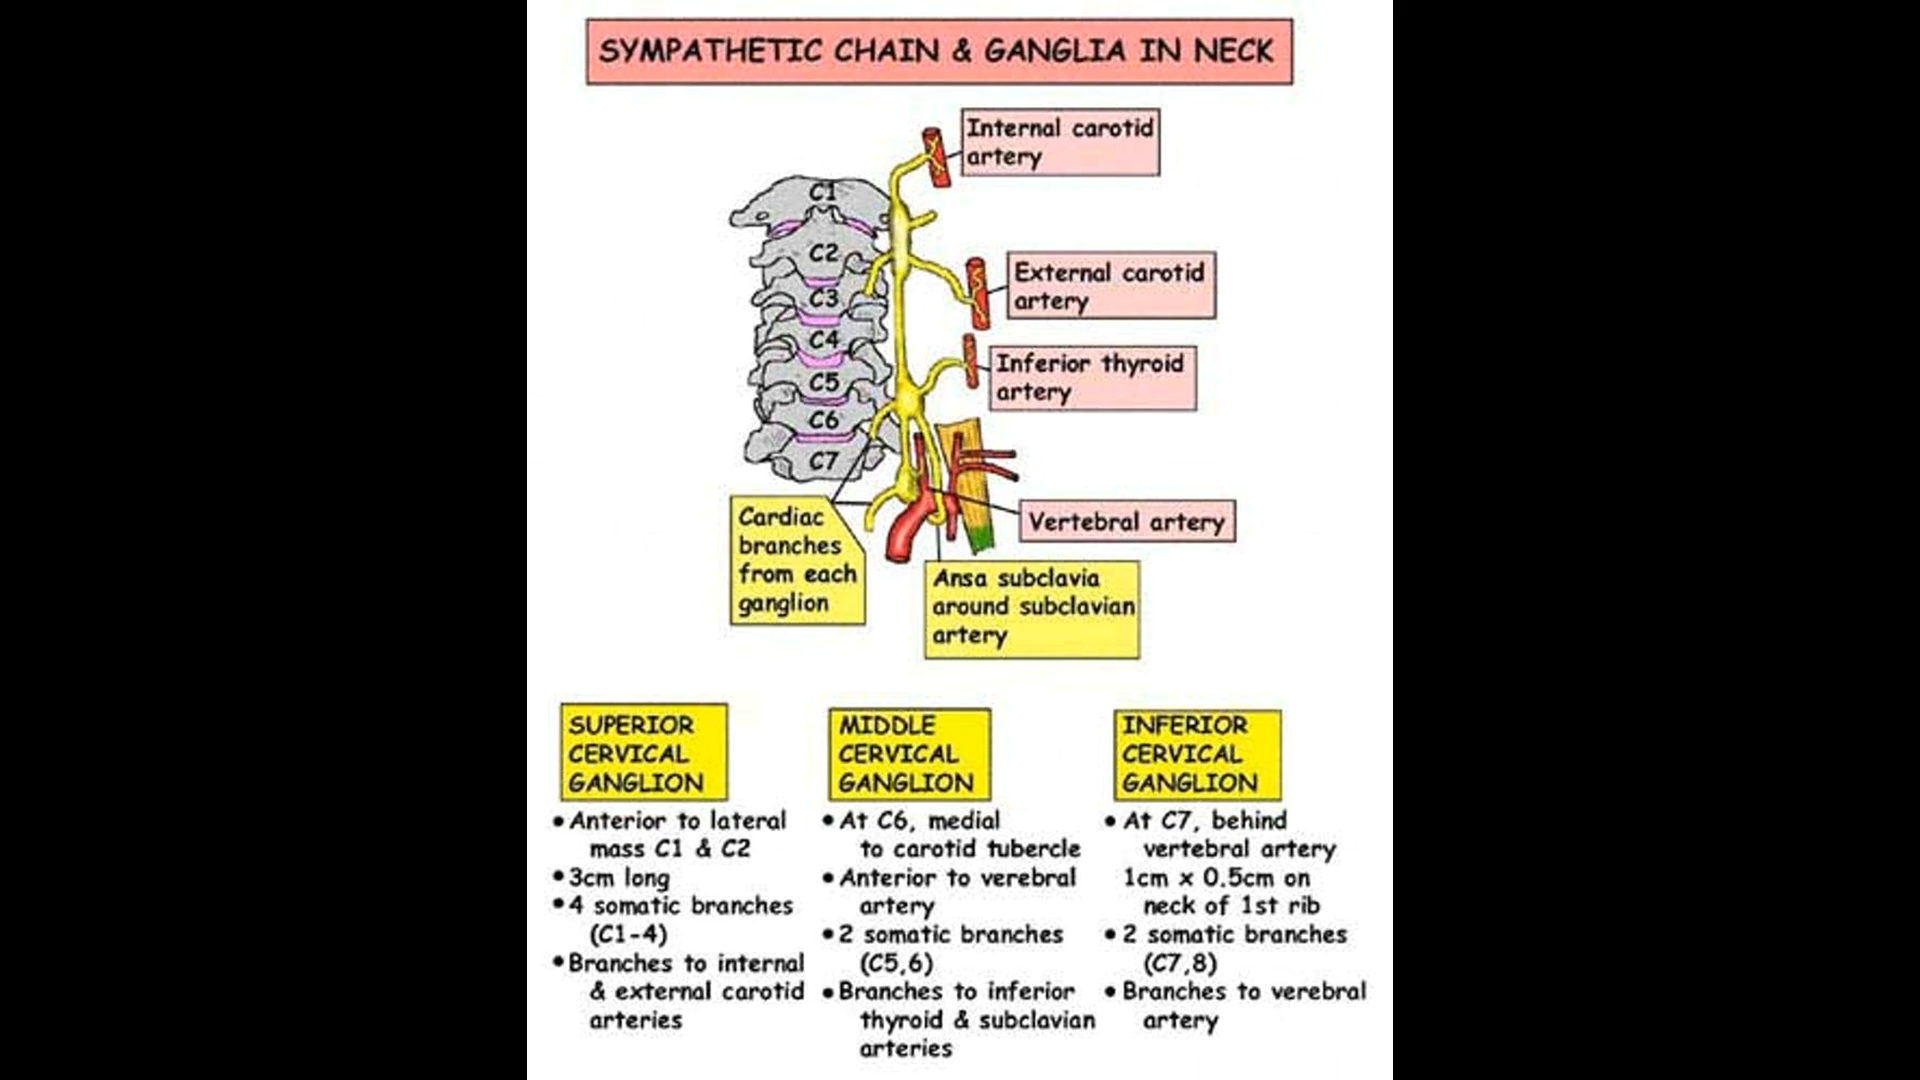 SYMPATHETIC CHAIN & GANGLIA IN NECK
Internal carotid
artery
C1
C2
External carotid
artery
C3
C4
Inferior thyroid
artery
C5
C6
C7
Cardiac
branches
from each
ganglion
Vertebral artery
Ansa subclavia
around subclavian
artery
SUPERIOR
CERVICAL
GANGLION
• Anterior to lateral
mass C1 & C2
• 3cm long
• 4 somatic branches
(C1-4)
• Branches to internal
& external carotid
arteries
MIDDLE
CERVICAL
GANGLION
• At C6, medial
to carotid tubercle
• Anterior to verebral
artery
• 2 somatic branches
(C5,6)
• Branches to inferior
thyroid & subclavian
arteries
INFERIOR
CERVICAL
GANGLION
• At C7, behind
vertebral artery
1cm x 0.5cm on
neck of 1st rib
• 2 somatic branches
(C7,8)
• Branches to verebral
artery